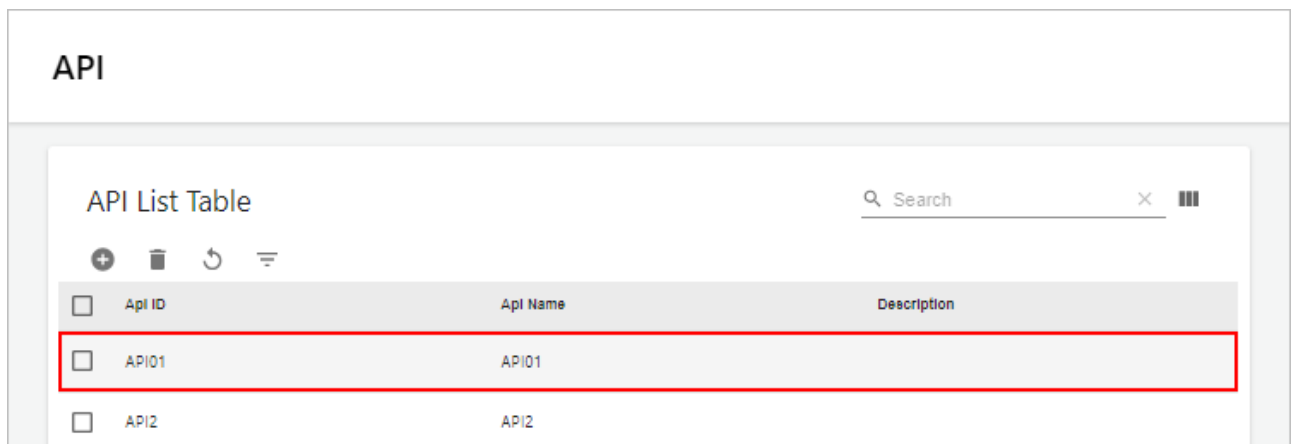 API
API List Table
Search
Api ID Api Name Description
API01 API01
API2 API2